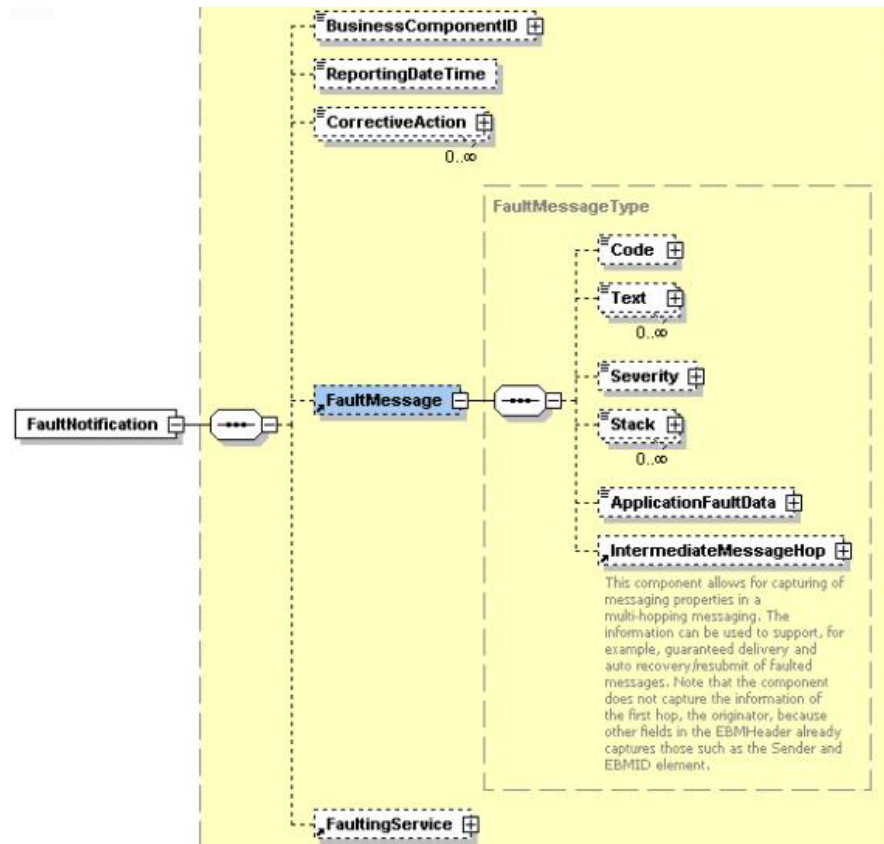 BusinessComponentID
ReportingDateTime
CorrectiveAction
0..∞
FaultMessageType
Code
Text
0..∞
Severity
FaultMessage
FaultNotification
Stack
0..∞
ApplicationFaultData
IntermediateMessageHop
This component allows for capturing of
messaging properties in a
multi-hopping messaging. The
information can be used to support, for
example, guaranteed delivery and
auto recovery/resubmit of faulted
messages. Note that the component
does not capture the information of
the first hop, the originator, because
other fields in the EBMHeader already
captures those such as the Sender and
EBMID element.
FaultingService